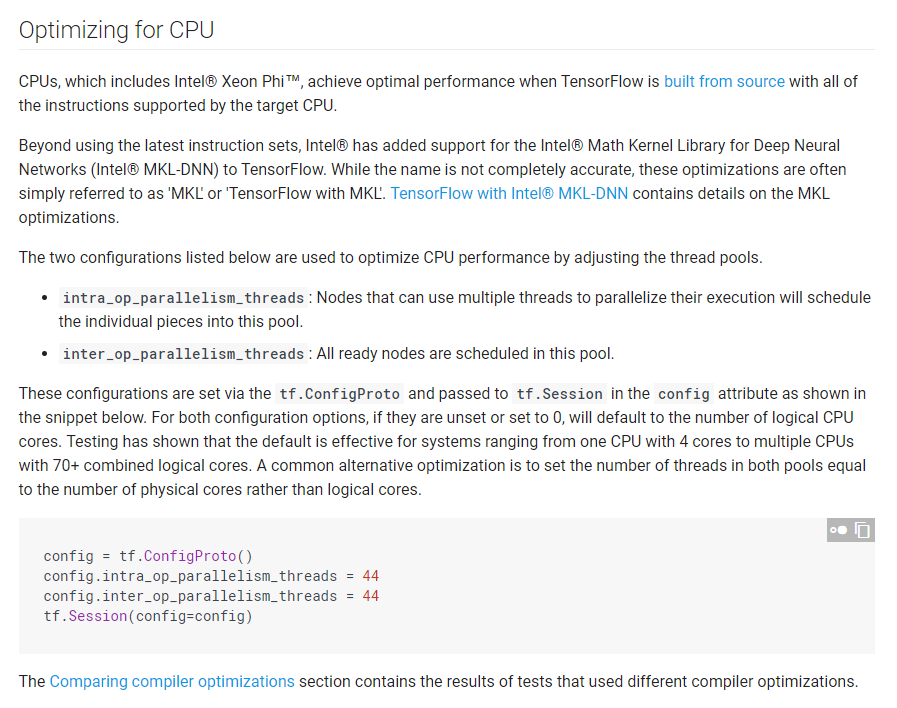 Optimizing for CPU
CPUs, which includes Intel® Xeon Phi™, achieve optimal performance when TensorFlow is built from source with all of
the instructions supported by the target CPU.
Beyond using the latest instruction sets, Intel® has added support for the Intel® Math Kernel Library for Deep Neural
Networks (Intel® MKL-DNN) to TensorFlow. While the name is not completely accurate, these optimizations are often
simply referred to as 'MKL' or 'TensorFlow with MKL'. TensorFlow with Intel® MKL-DNN contains details on the MKL
optimizations.
The two configurations listed below are used to optimize CPU performance by adjusting the thread pools.
• intra_op_parallelism_threads : Nodes that can use multiple threads to parallelize their execution will schedule
the individual pieces into this pool.
• inter_op_parallelism_threads : All ready nodes are scheduled in this pool.
These configurations are set via the tf.ConfigProto and passed to tf.Session in the config attribute as shown in
the snippet below. For both configuration options, if they are unset or set to 0, will default to the number of logical CPU
cores. Testing has shown that the default is effective for systems ranging from one CPU with 4 cores to multiple CPUs
with 70+ combined logical cores. A common alternative optimization is to set the number of threads in both pools equal
to the number of physical cores rather than logical cores.
config = tf.ConfigProto()
config.intra_op_parallelism_threads = 44
config.inter_op_parallelism_threads = 44
tf.Session(config=config)
The Comparing compiler optimizations section contains the results of tests that used different compiler optimizations.